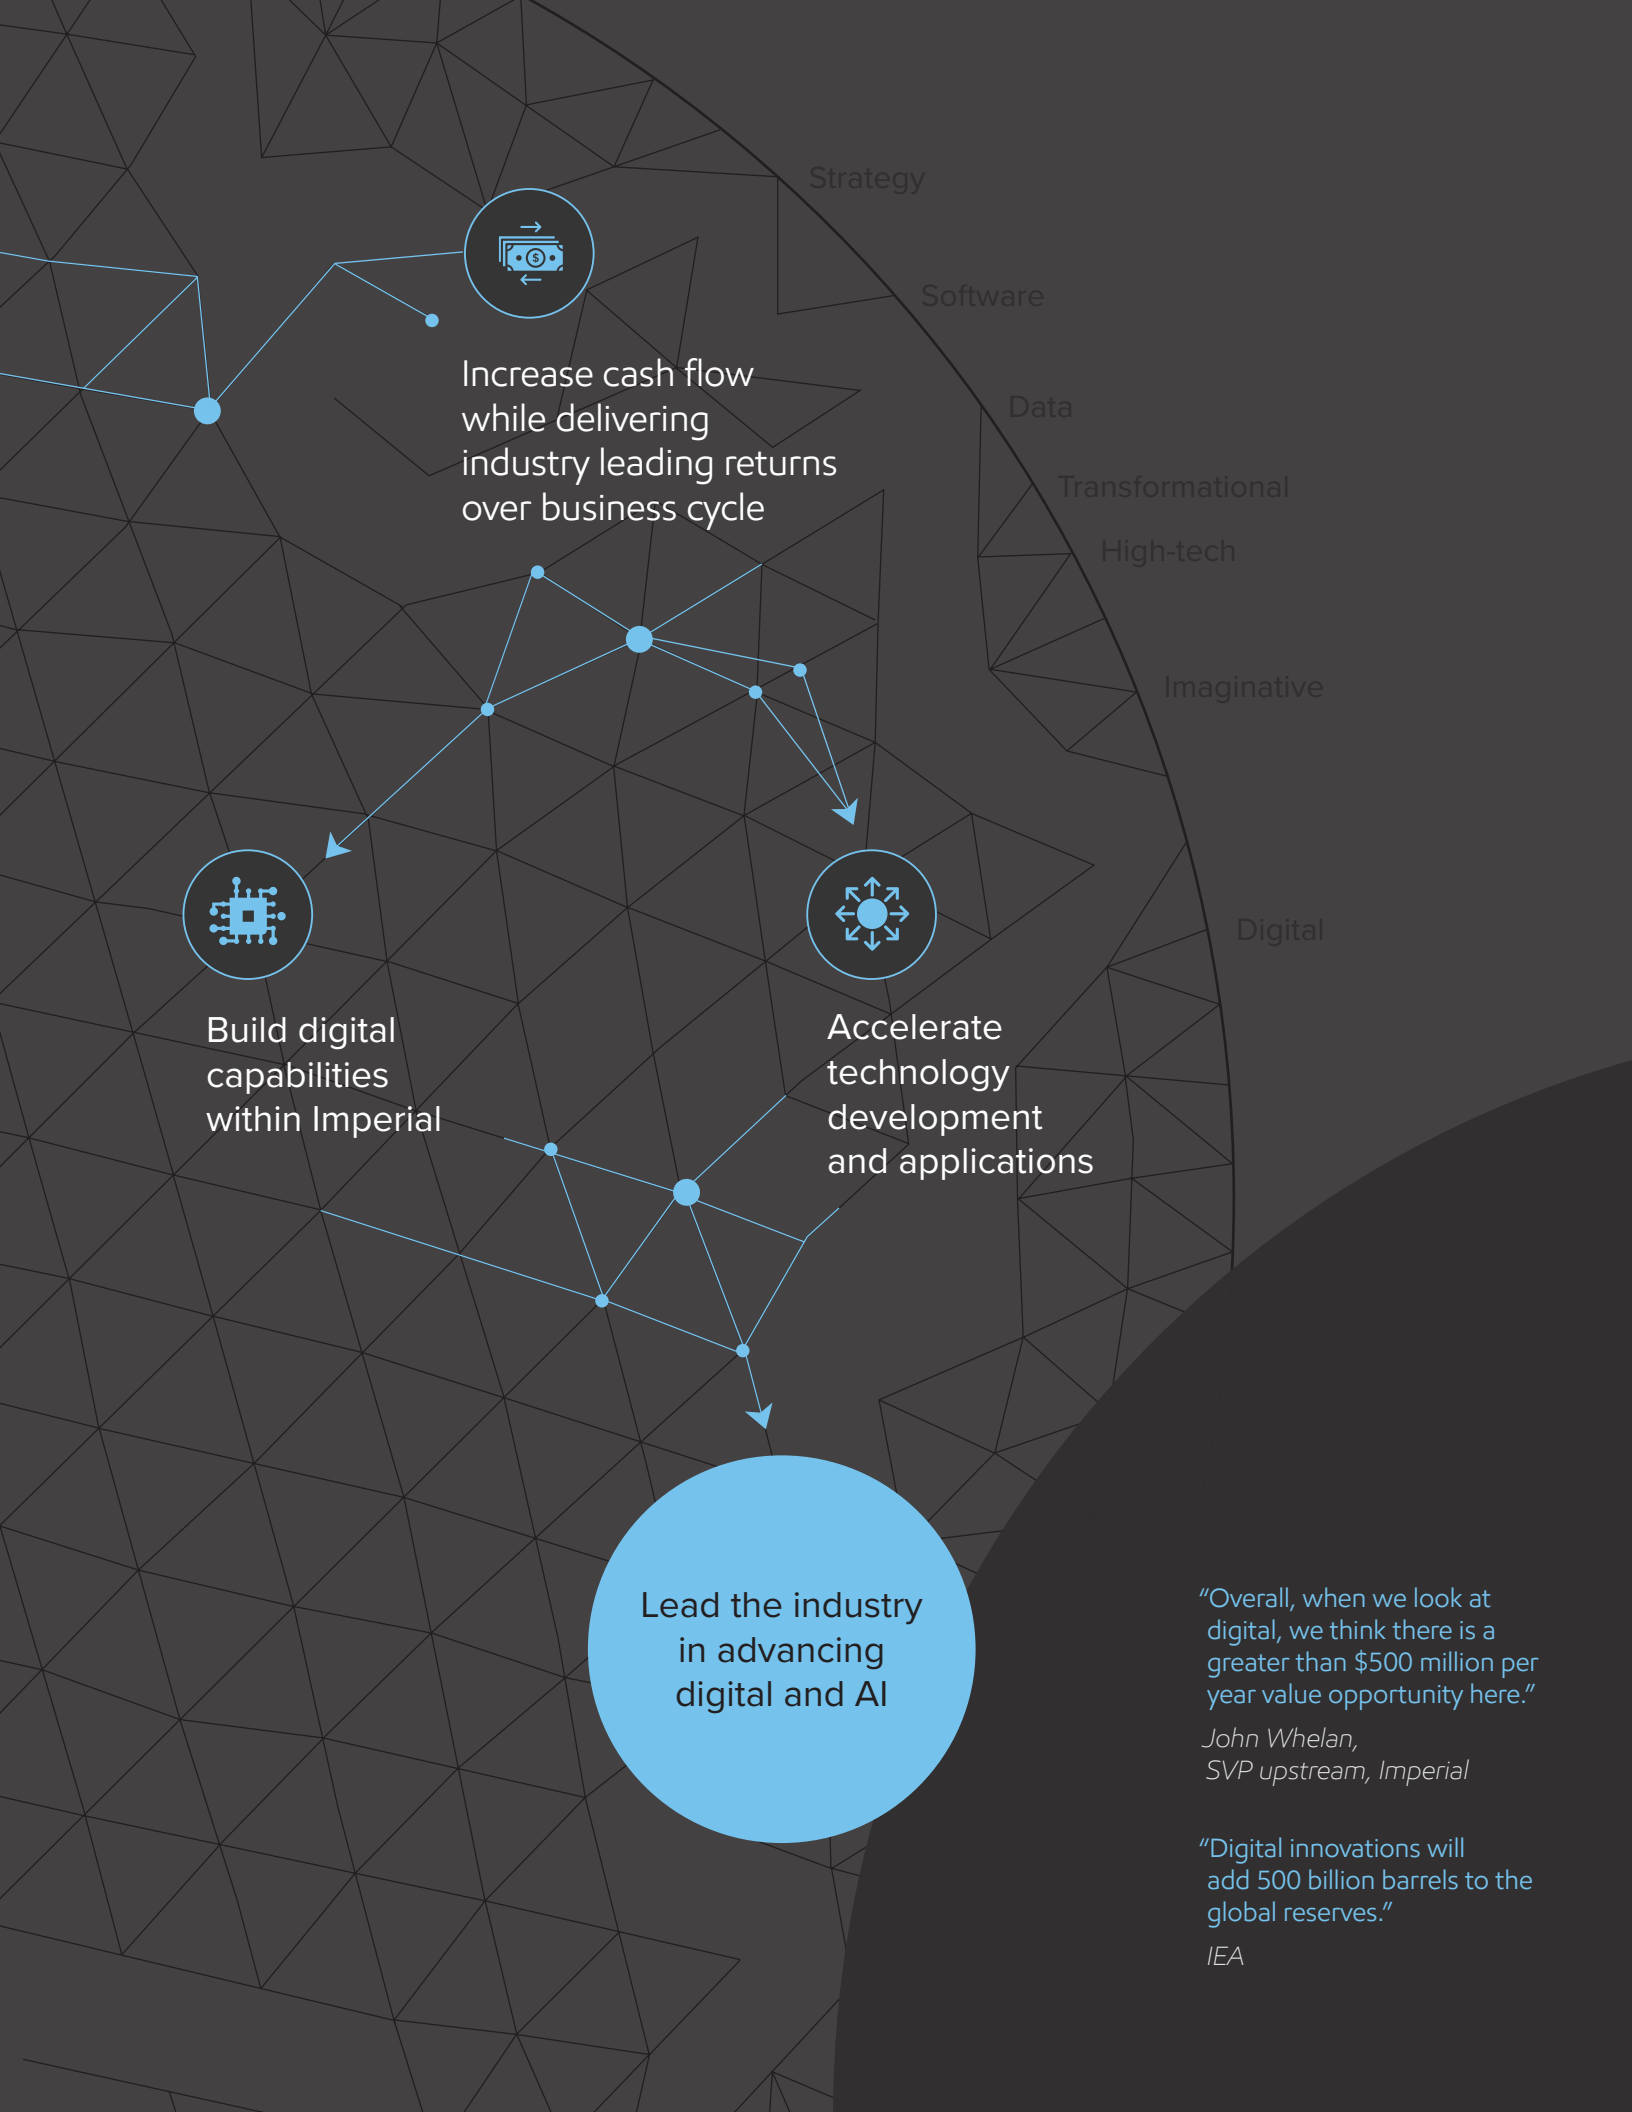 Strategy
Software
Increase cash flow
while delivering
industry leading returns
over business cycle
Data
Transformational
High-tech
Imaginative
Digital
Build digital
capabilities
within Imperial
Accelerate
technology
development
and applications
Lead the industry
in advancing
digital and AI
“Overall, when we look at
digital, we think there is a
greater than $500 million per
year value opportunity here.”
John Whelan,
SVP upstream, Imperial
“Digital innovations will
add 500 billion barrels to the
global reserves.”
IEA